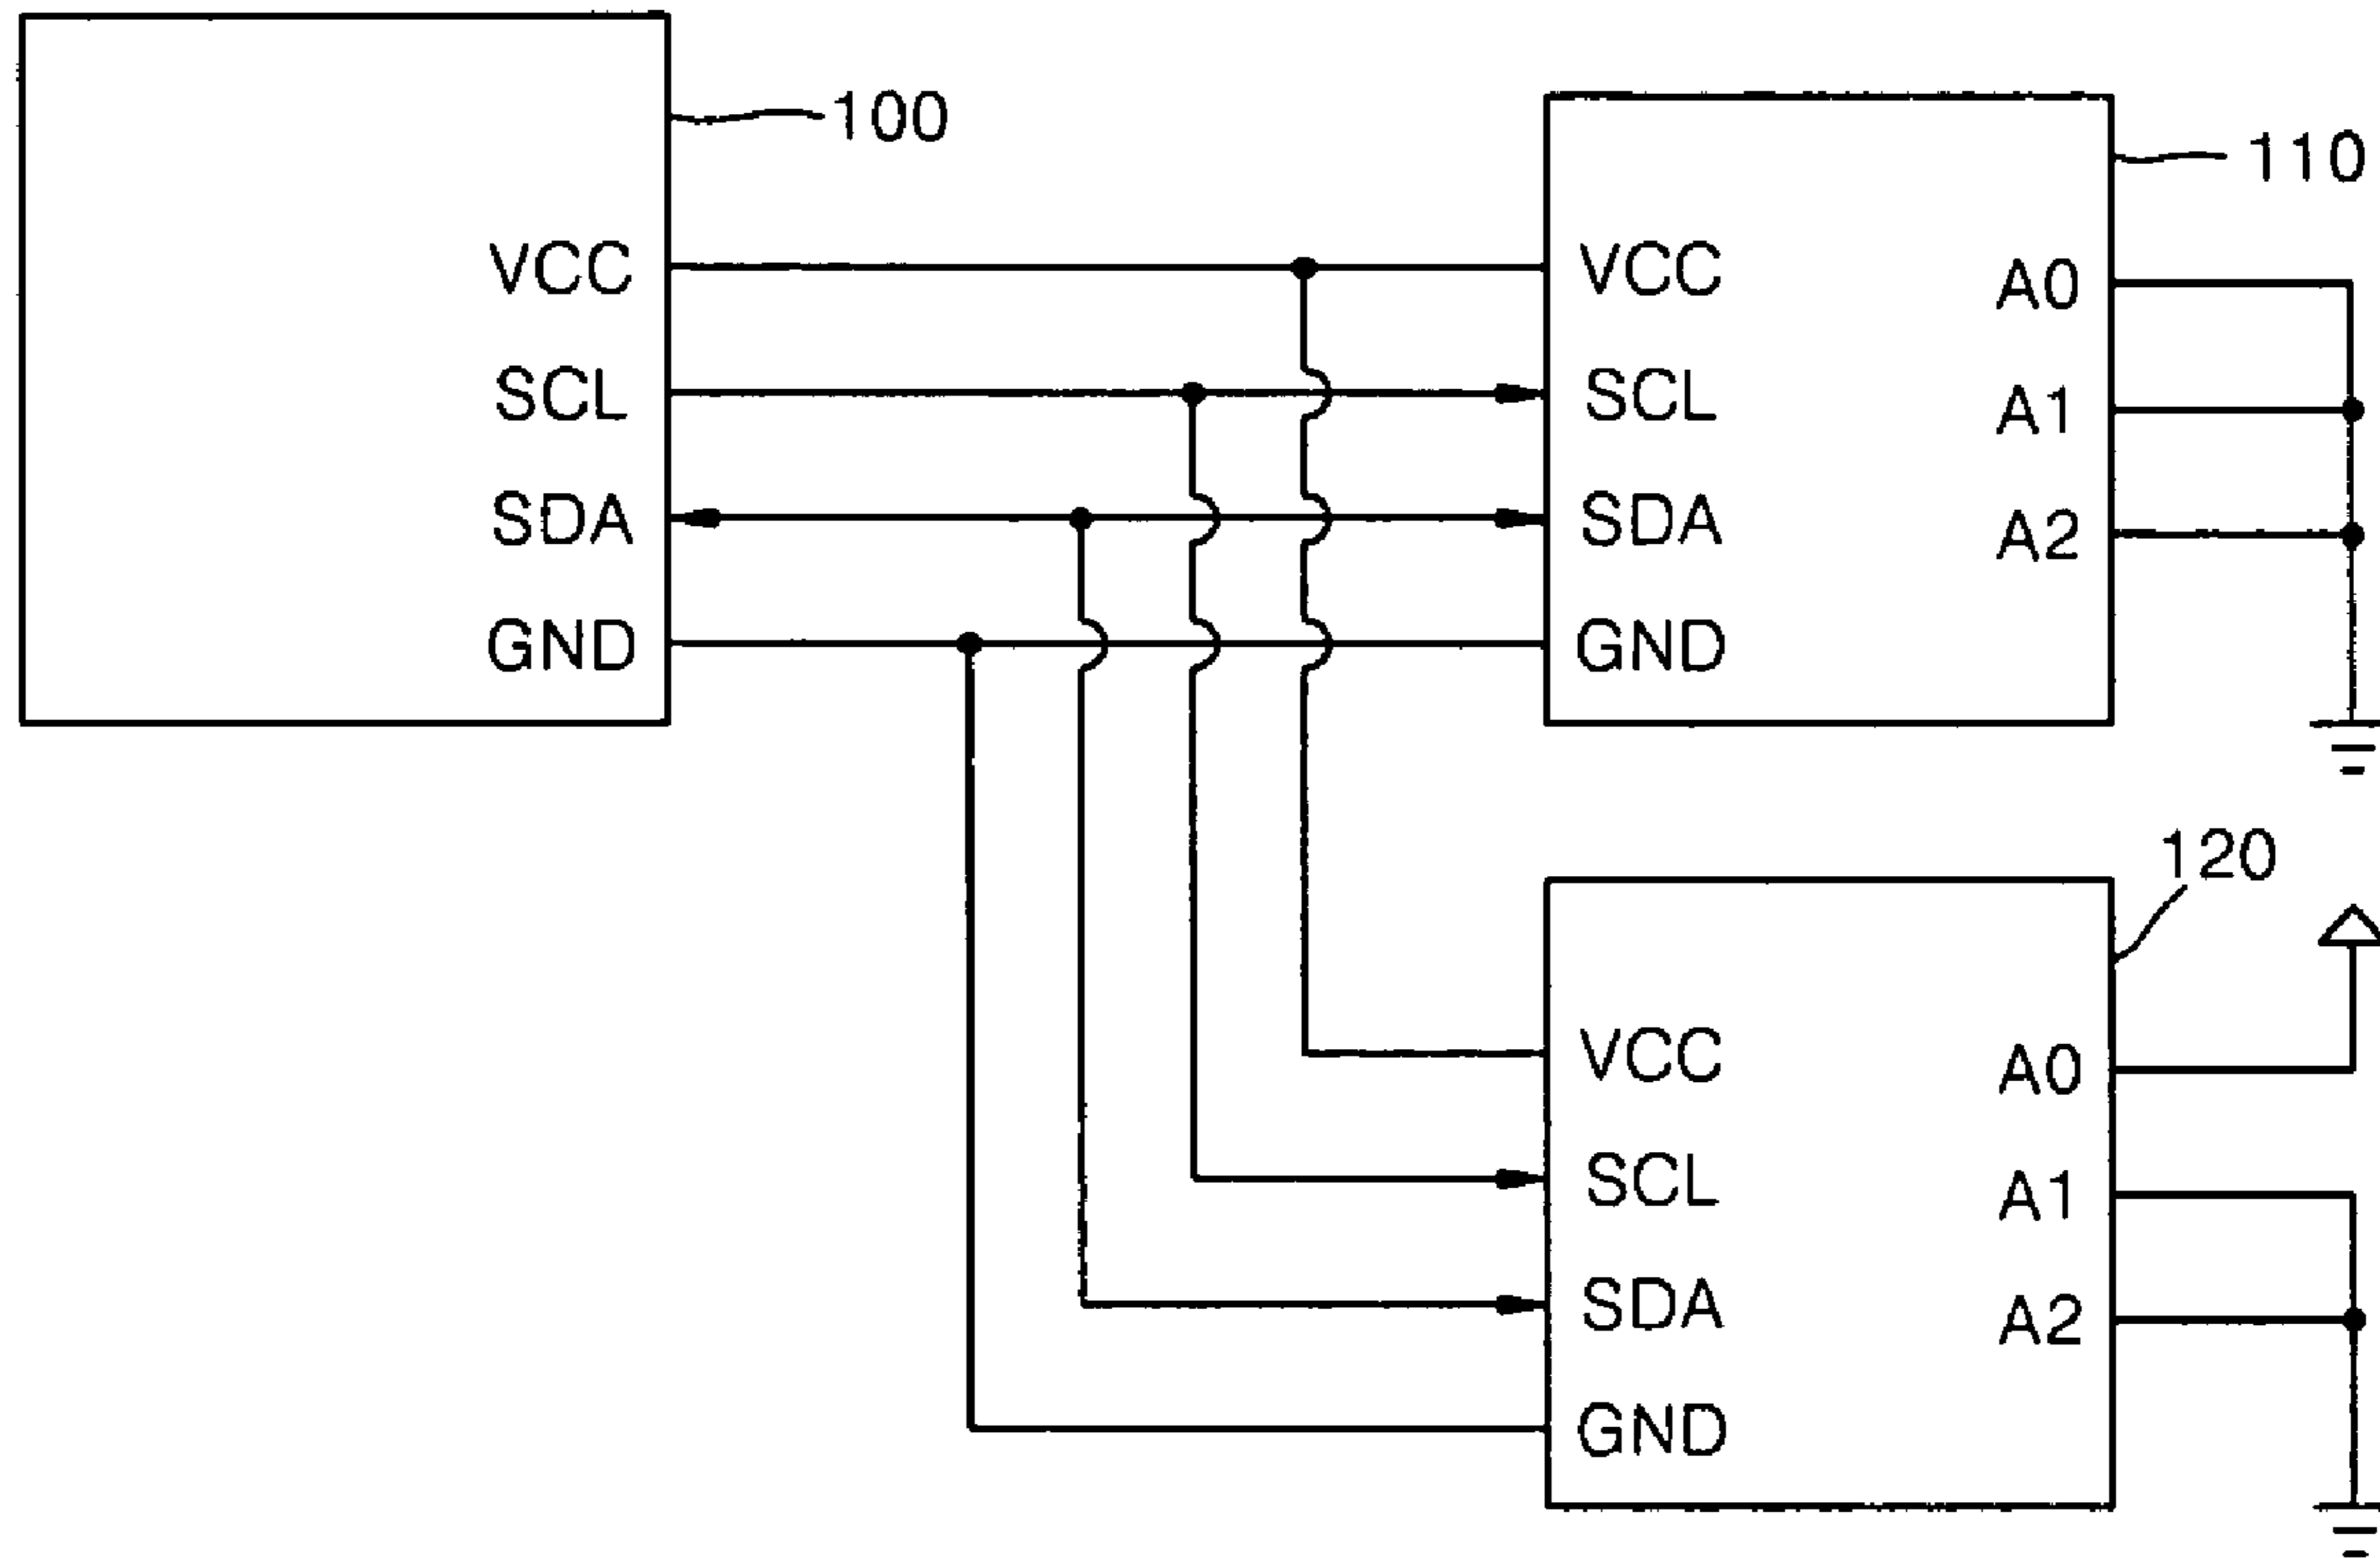 100
VCC
SCL
SDA
GND
110
VCC
SCL
SDA
GND
A0
A1
A2
120
VCC
SCL
SDA
GND
A0
A1
A2